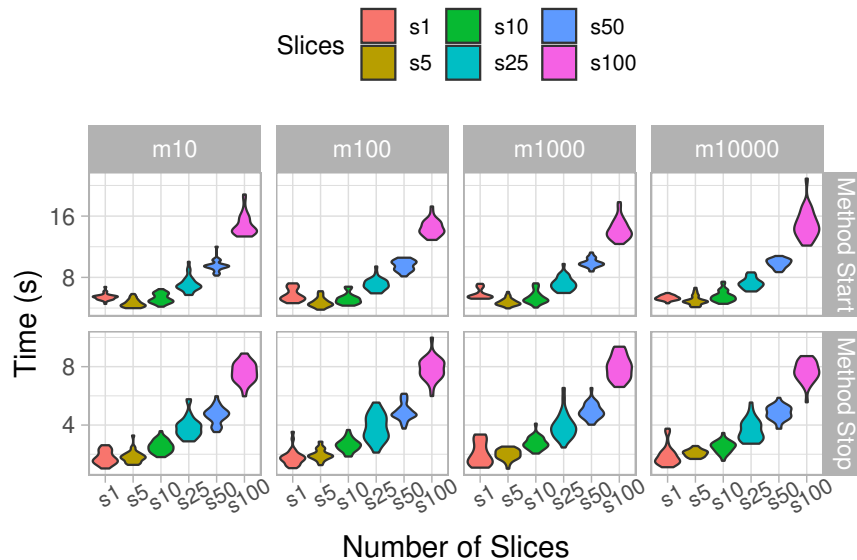 Slices
s1 s10 s50
s5 s25 s100
m10 m100 m1000 m10000
Time (s)
16
8
Method Start
8
4
Method Stop
s1 s5 s10 s25 s50 s100 s1 s5 s10 s25 s50 s100 s1 s5 s10 s25 s50 s100 s1 s5 s10 s25 s50 s100
Number of Slices